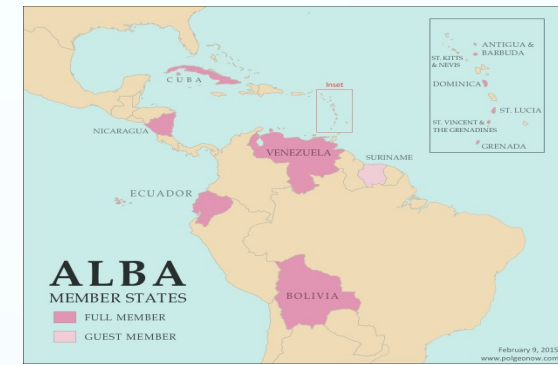 CUBA
Inset
NICARAGUA
VENEZUELA
SURINAME
ECUADOR
BOLIVIA
ANTIGUA &
BARBUDA
ST. KITTS
& NEVIS
DOMINICA
ST. LUCIA
ST. VINCENT &
THE GRENADINES
GRENADA
ALBA
MEMBER STATES
FULL MEMBER
GUEST MEMBER
February 9, 2015
www.polgeonow.com